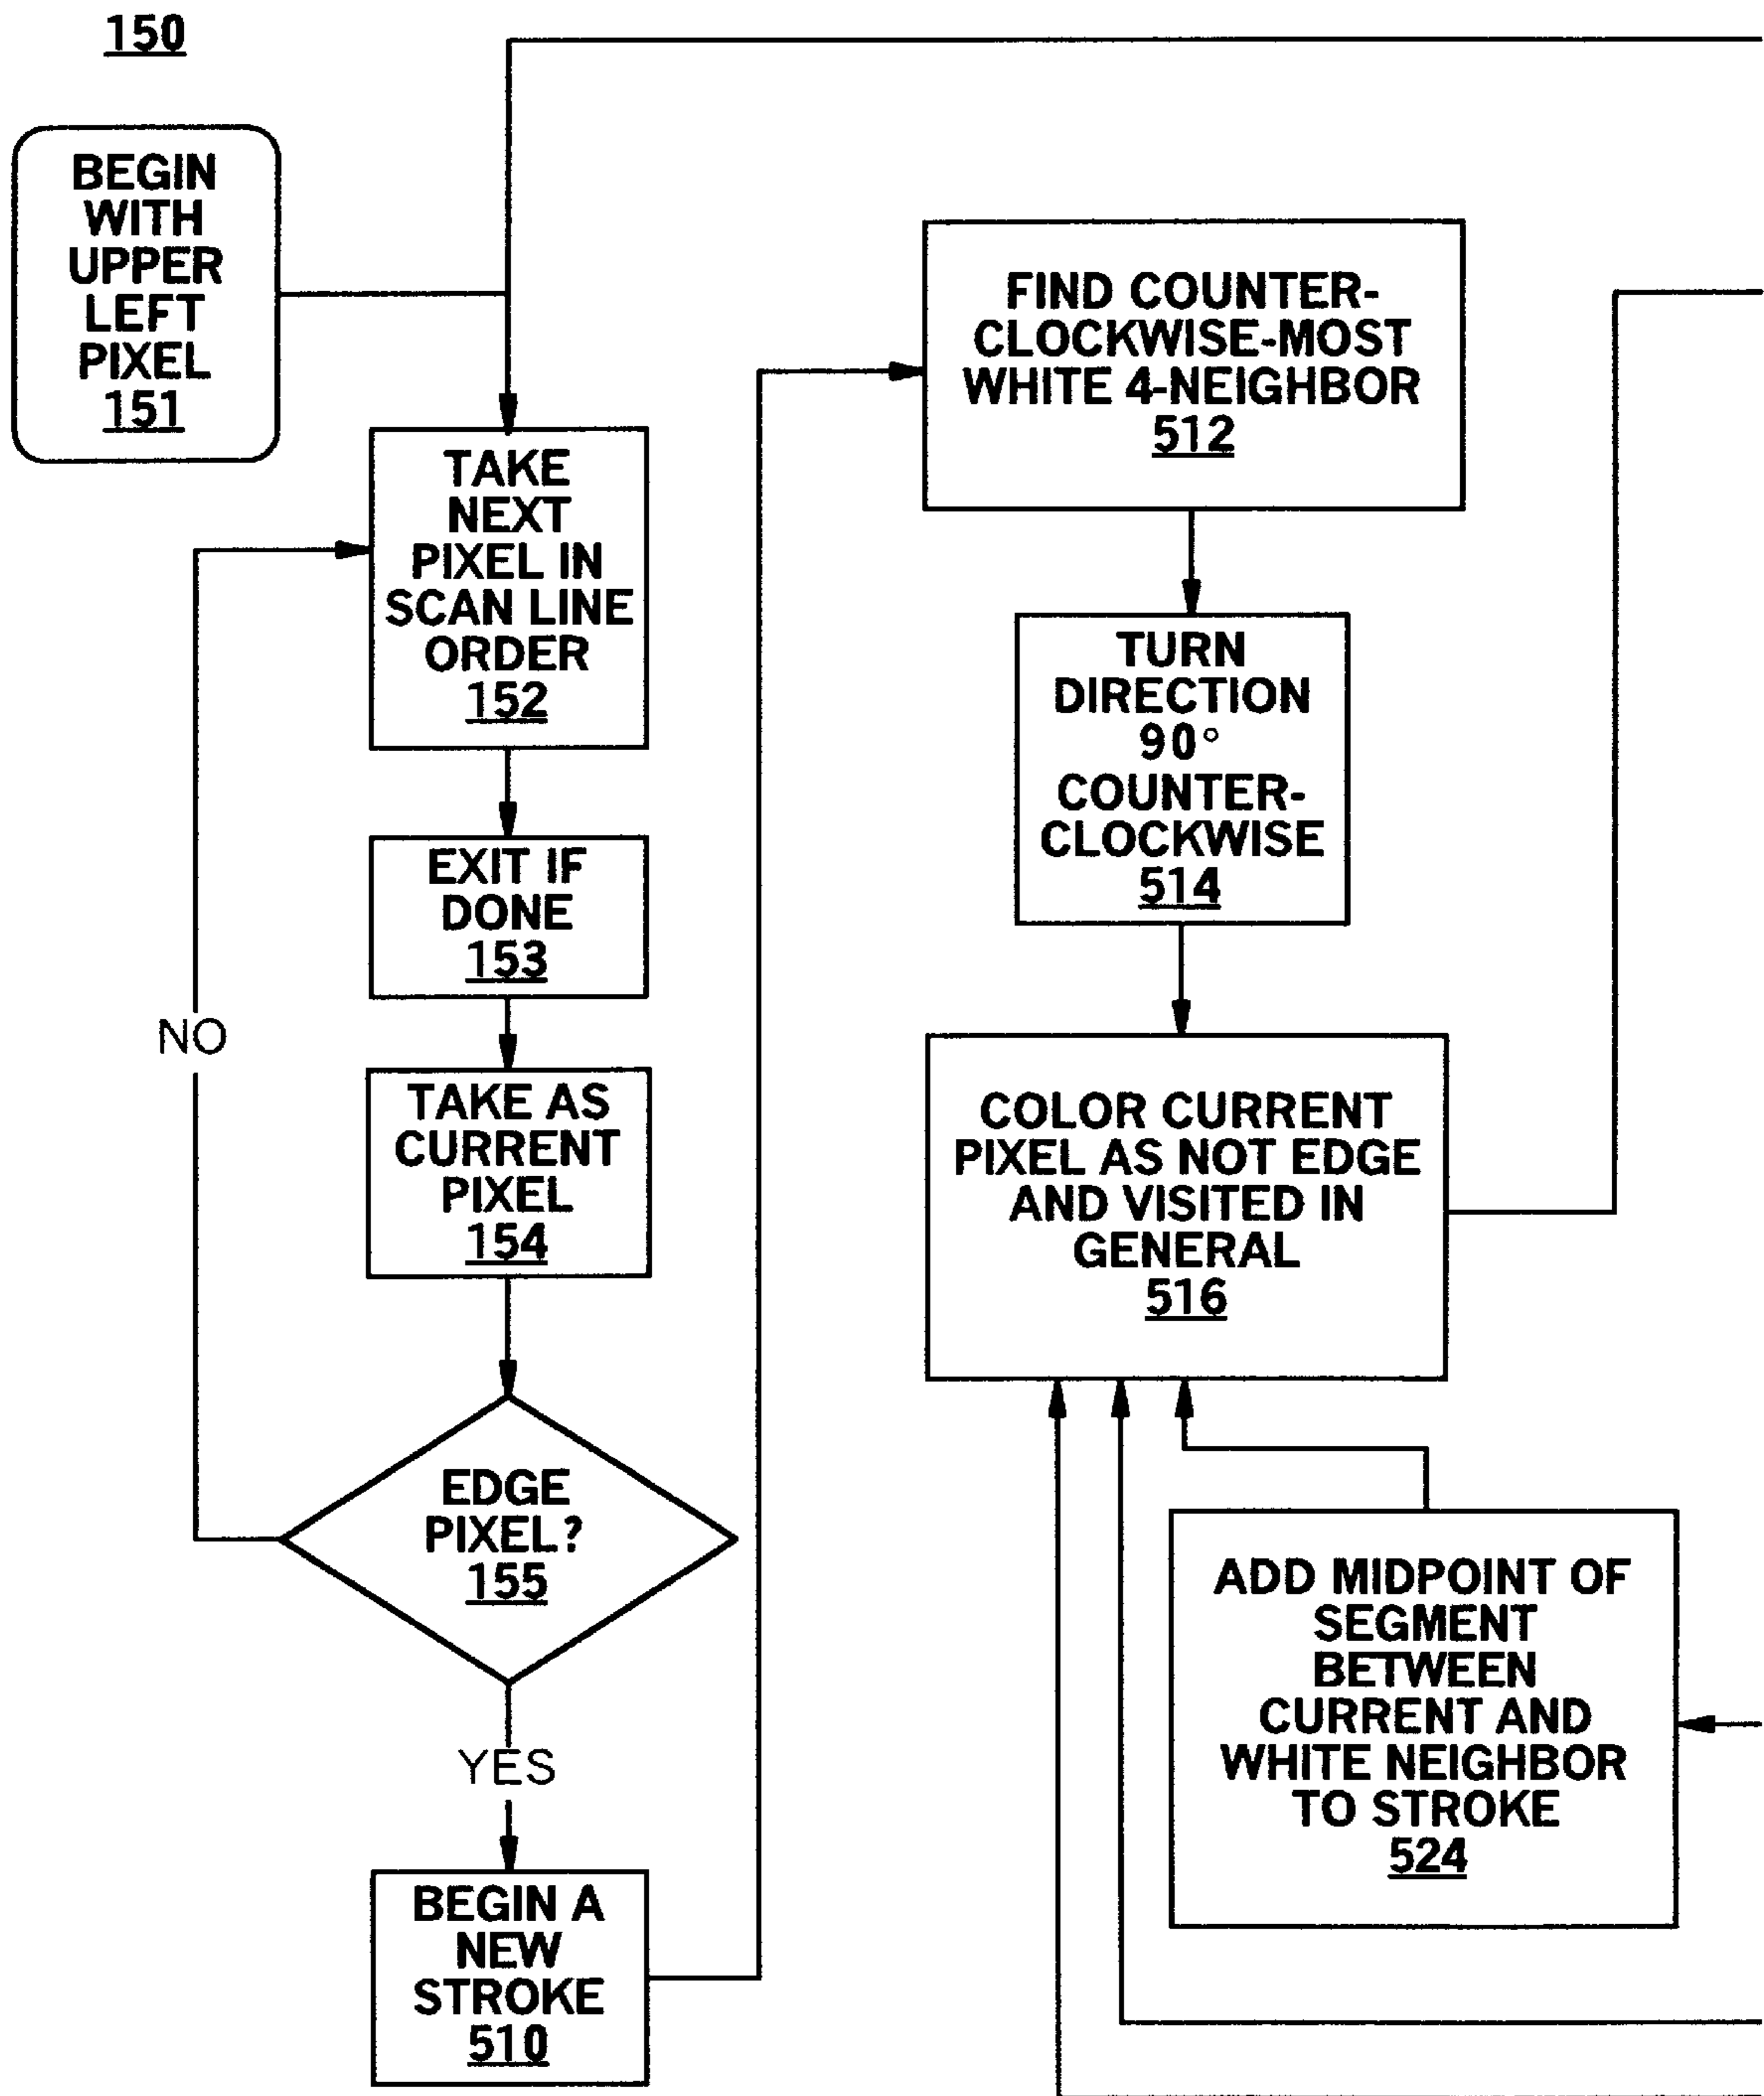 150
BEGIN
WITH
UPPER
LEFT
PIXEL
151
TAKE
NEXT
PIXEL IN
SCAN LINE
ORDER
152
EXIT IF
DONE
153
TAKE AS
CURRENT
PIXEL
154
EDGE
PIXEL?
155
NO
YES
BEGIN A
NEW
STROKE
510
FIND COUNTER-
CLOCKWISE-MOST
WHITE 4-NEIGHBOR
512
TURN
DIRECTION
90°
COUNTER-
CLOCKWISE
514
COLOR CURRENT
PIXEL AS NOT EDGE
AND VISITED IN
GENERAL
516
ADD MIDPOINT OF
SEGMENT
BETWEEN
CURRENT AND
WHITE NEIGHBOR
TO STROKE
524